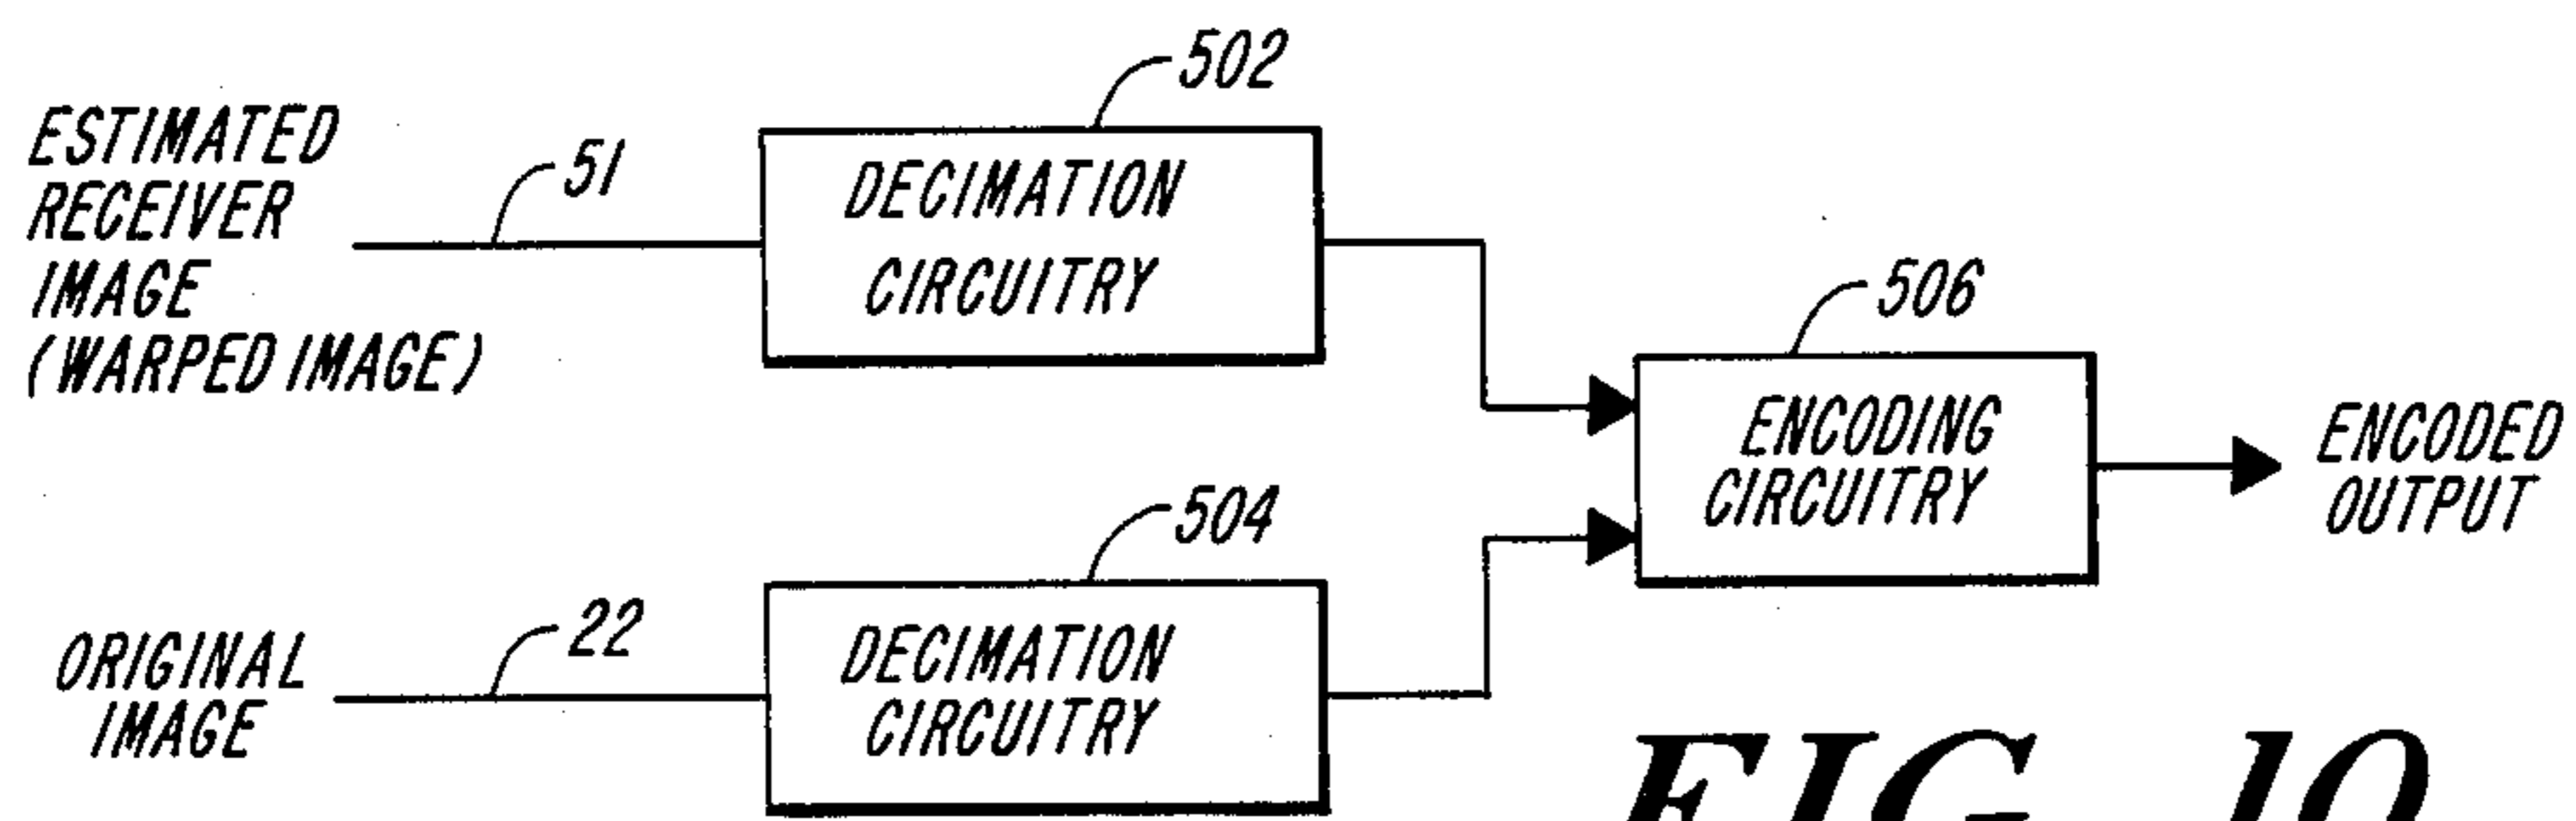 502
ESTIMATED
RECEIVER
IMAGE
(WARPED IMAGE)
51
DECIMATION
CIRCUITRY
506
ENCODING
CIRCUITRY
ENCODED
OUTPUT
504
ORIGINAL
IMAGE
22
DECIMATION
CIRCUITRY
FIG. 10